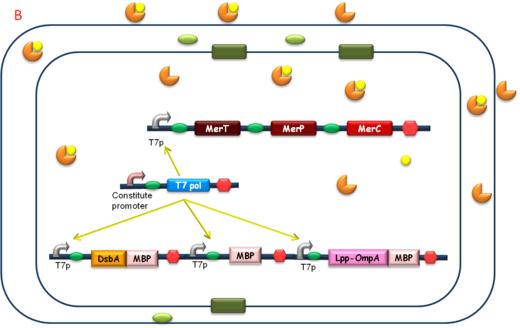 B
MerT MerP MerC
T7p
T7 pol
Constitute
promoter
DsbA MBP MBP Lpp-OmpA MBP
T7p T7p T7p